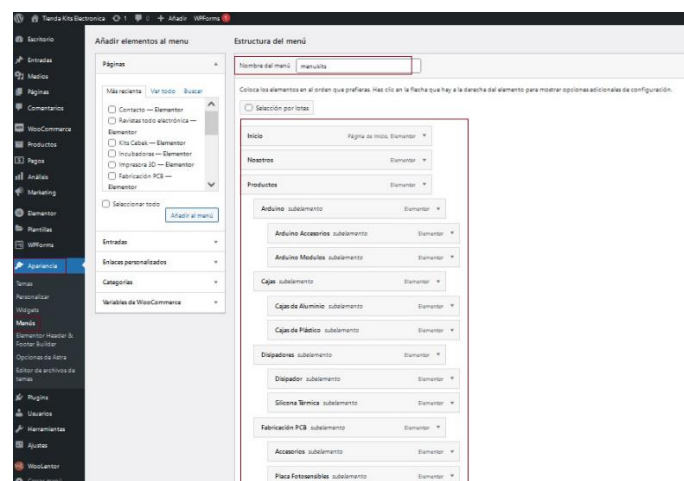 Tienda Kits Electronica 1 0 + Añadir WPForms
Escritorio
Entradas
Medios
Páginas
Comentarios
WooCommerce
Productos
Pagos
Análisis
Marketing
Elementor
Plantillas
WPForms
Apariencia
Temas
Personalizar
Widgets
Menús
Elementor Header &
Footer Builder
Opciones de Astra
Editor de archivos de
temas
Plugins
Usuarios
Herramientas
Ajustes
WooLentor
Añadir elementos al menu
Páginas
Más reciente Ver todo Buscar
Contacto — Elementor
Revistas todo electrónica —
Elementor
Kits Cebek — Elementor
Incubadoras — Elementor
Impresora 3D — Elementor
Fabricación PCB —
Elementor
Seleccionar todo
Añadir al menú
Entradas
Enlaces personalizados
Categorías
Variables de WooCommerce
Estructura del menú
Nombre del menú menukits
Coloca los elementos en el orden que prefieras. Haz clic en la flecha que hay a la derecha del elemento para mostrar opciones adicionales de configuración.
Selección por lotes
Inicio Página de inicio, Elementor
Nosotros Elementor
Productos Elementor
Arduino subelemento Elementor
Arduino Accesorios subelemento Elementor
Arduino Modulos subelemento Elementor
Cajas subelemento Elementor
Cajas de Aluminio subelemento Elementor
Cajas de Plástico subelemento Elementor
Disipadores subelemento Elementor
Disipador subelemento Elementor
Silicona Térmica subelemento Elementor
Fabricación PCB subelemento Elementor
Accesorios subelemento Elementor
Placa Fotosensibles subelemento Elementor